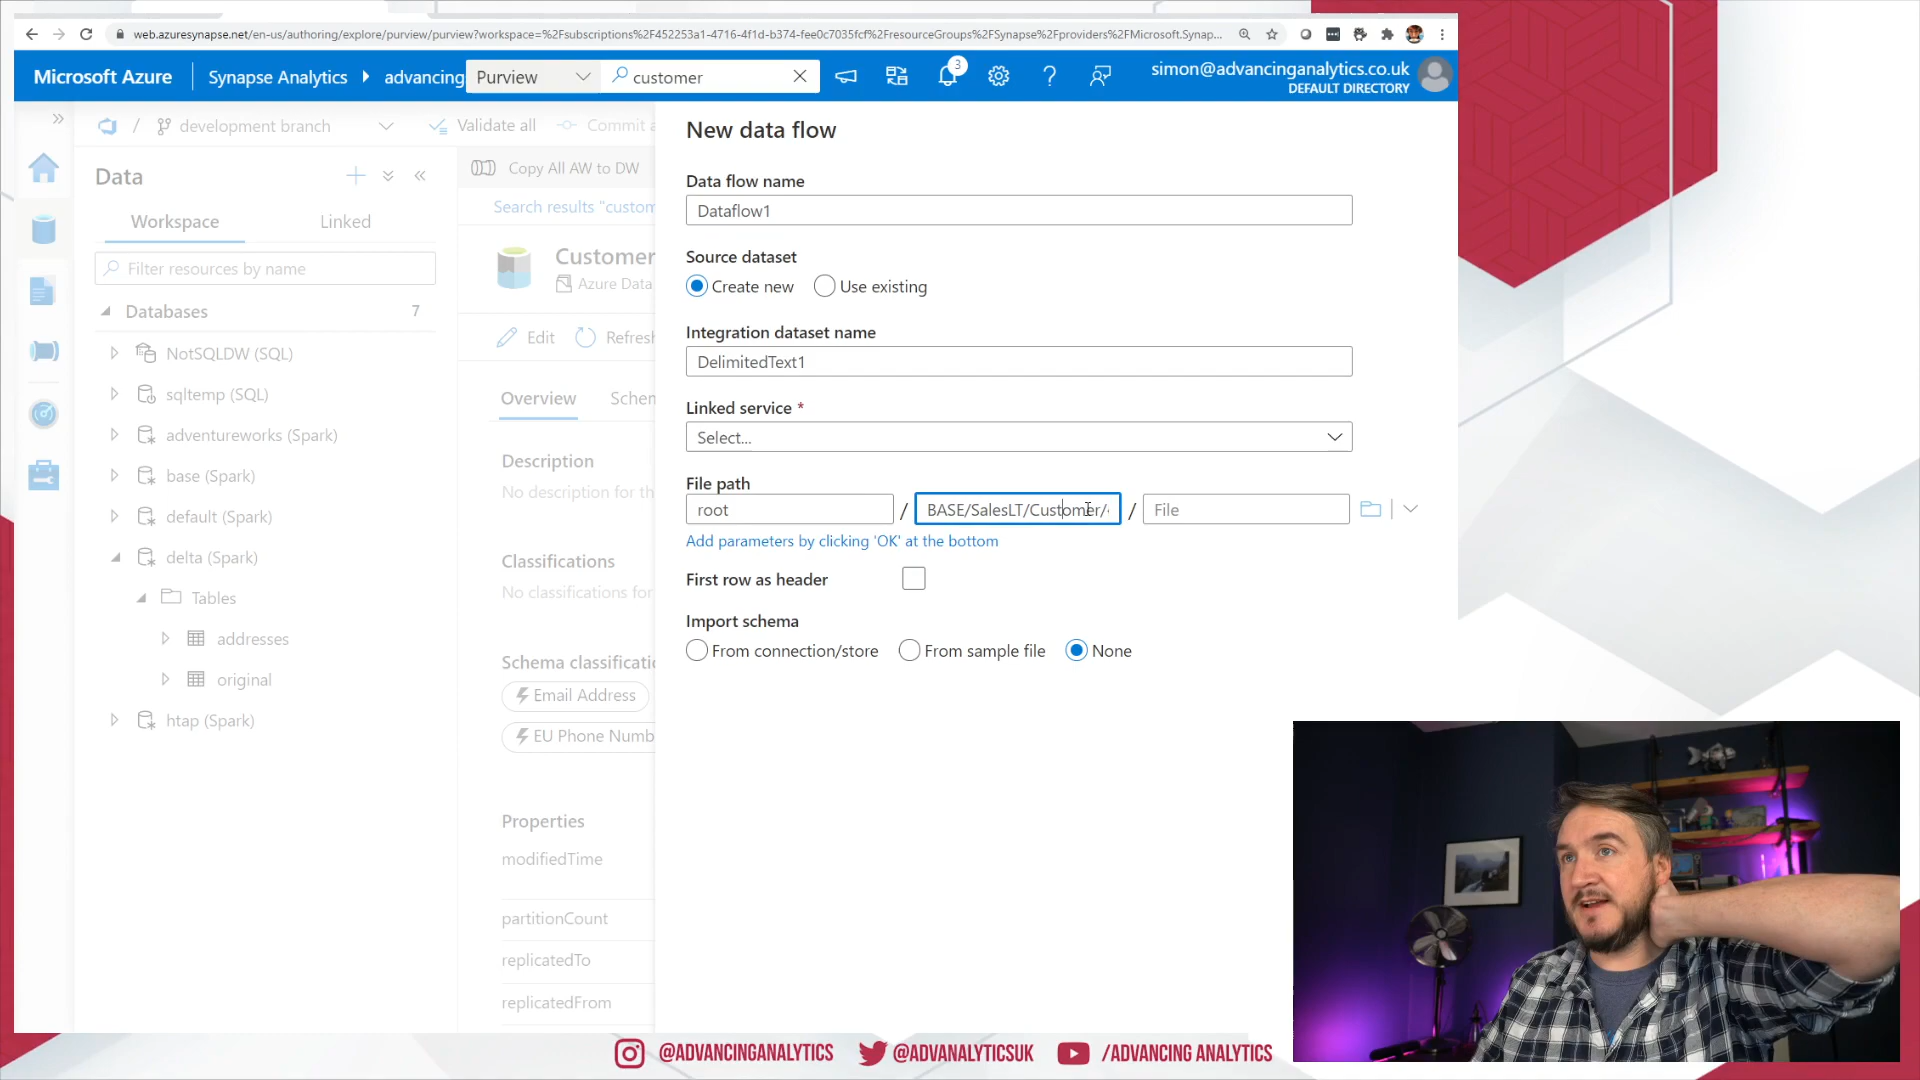 web.azuresynapse.net/en-us/authoring/explore/purview/purview?workspace=%2Fsubscriptions%2F452253a1-4716-4f1d-b374-fee0c7035fcf%2FresourceGroups%2FSynapse%2Fproviders%2FMicrosoft.Synap...
Microsoft Azure
Synapse Analytics
advancing
Purview
customer
3
simon@advancinganalytics.co.uk
DEFAULT DIRECTORY
/
development branch
Validate all
Commit a
Data
Workspace
Linked
Filter resources by name
Databases
7
NotSQLDW (SQL)
sqltemp (SQL)
adventureworks (Spark)
base (Spark)
default (Spark)
delta (Spark)
Tables
addresses
original
htap (Spark)
Copy All AW to DW
Search results "custom
Customer
Azure Data
Edit
Refresh
Overview
Schem
Description
No description for th
Classifications
No classifications for
Schema classificatio
Email Address
EU Phone Numb
Properties
modifiedTime
partitionCount
replicatedTo
replicatedFrom
New data flow
Data flow name
Dataflow1
Source dataset
Create new
Use existing
Integration dataset name
DelimitedText1
Linked service *
Select...
File path
root / BASE/SalesLT/Customer/ / File
Add parameters by clicking 'OK' at the bottom
First row as header
Import schema
From connection/store
From sample file
None
@ADVANCINGANALYTICS
@ADVANALYTICSUK
/ADVANCING ANALYTICS